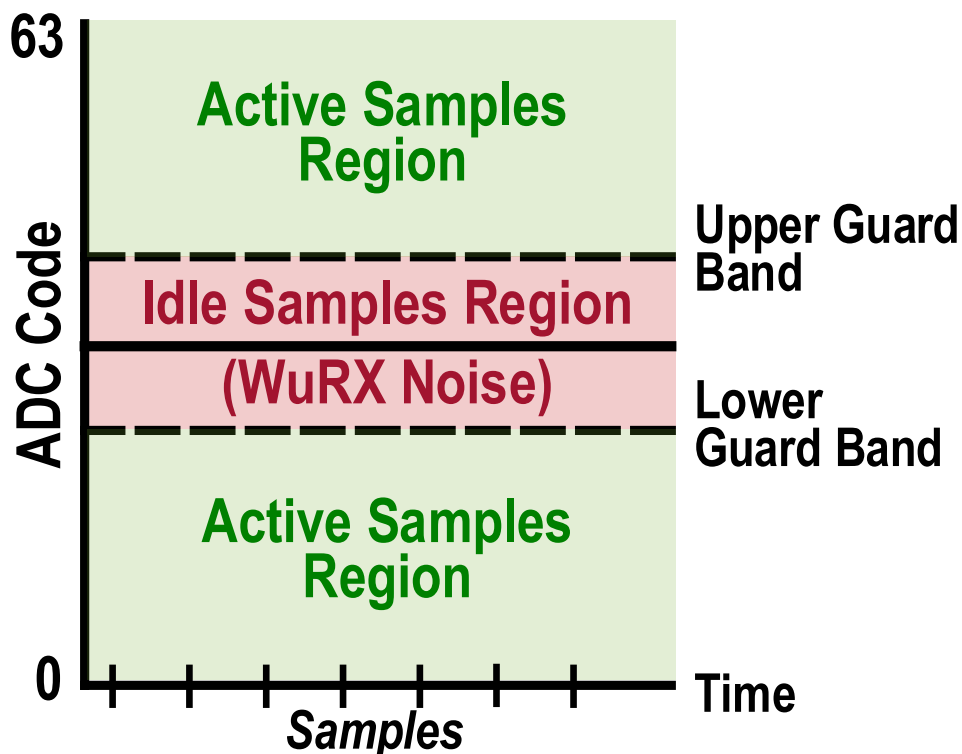 63
Active Samples
Region
ADC Code
Upper Guard
Band
Idle Samples Region
(WuRX Noise)
Lower
Guard Band
Active Samples
Region
0
Time
Samples